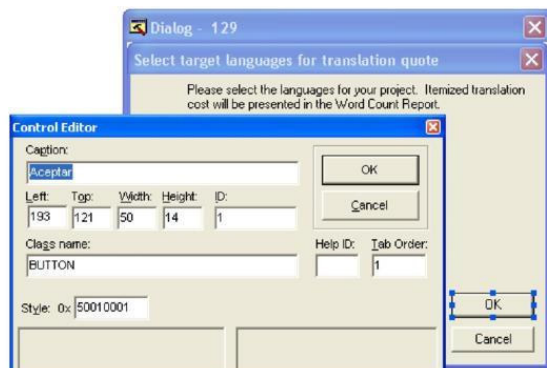 Dialog - 129
Select target languages for translation quote
Please select the languages for your project. Itemized translation
cost will be presented in the Word Count Report.
Control Editor
Caption:
Aceptar
OK
Cancel
Left: Top: Width: Height: ID:
193 121 50 14 1
Class name: Help ID: Tab Order:
BUTTON 1
Style: 0x 50010001
OK
Cancel